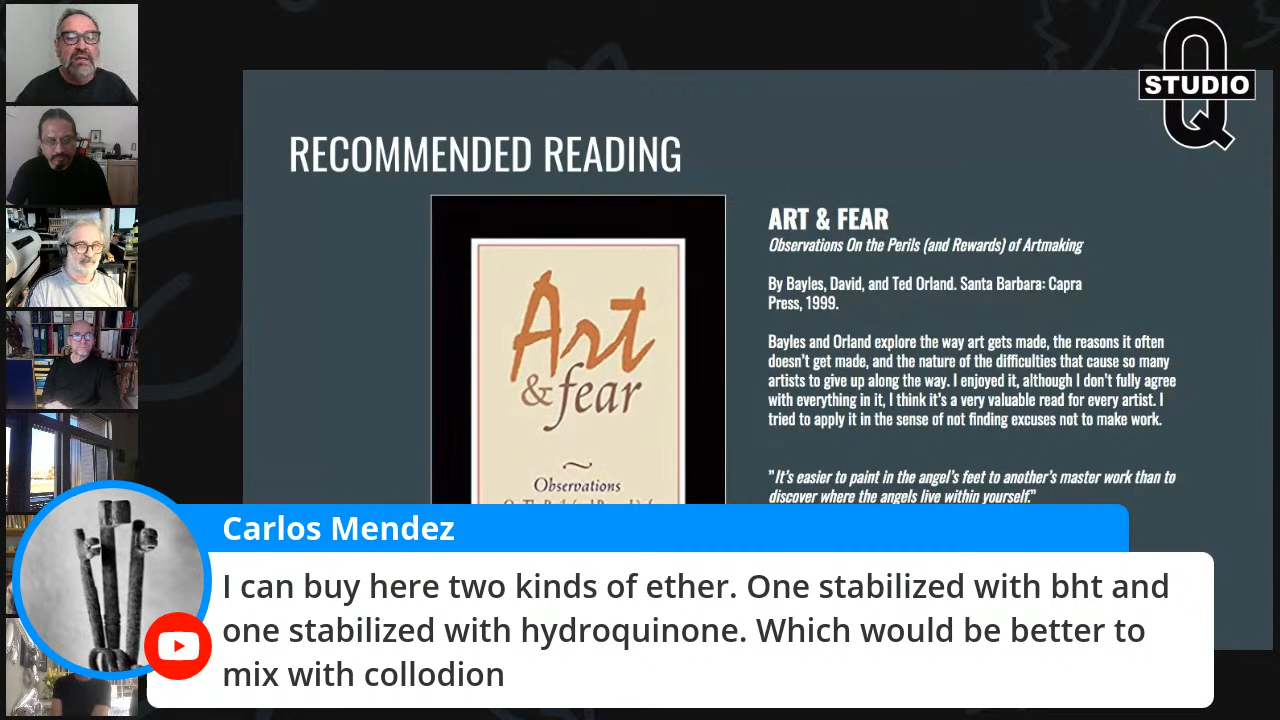 STUDIO
Q
RECOMMENDED READING
ART & FEAR
Observations On the Perils (and Rewards) of Artmaking
By Bayles, David, and Ted Orland. Santa Barbara: Capra
Press, 1999.
Bayles and Orland explore the way art gets made, the reasons it often
doesn't get made, and the nature of the difficulties that cause so many
artists to give up along the way. I enjoyed it, although I don't fully agree
with everything in it, I think it's a very valuable read for every artist. I
tried to apply it in the sense of not finding excuses not to make work.
"It's easier to paint in the angel's feet to another's master work than to
discover where the angels live within yourself."
Art
& fear
Observations
Carlos Mendez
I can buy here two kinds of ether. One stabilized with bht and
one stabilized with hydroquinone. Which would be better to
mix with collodion